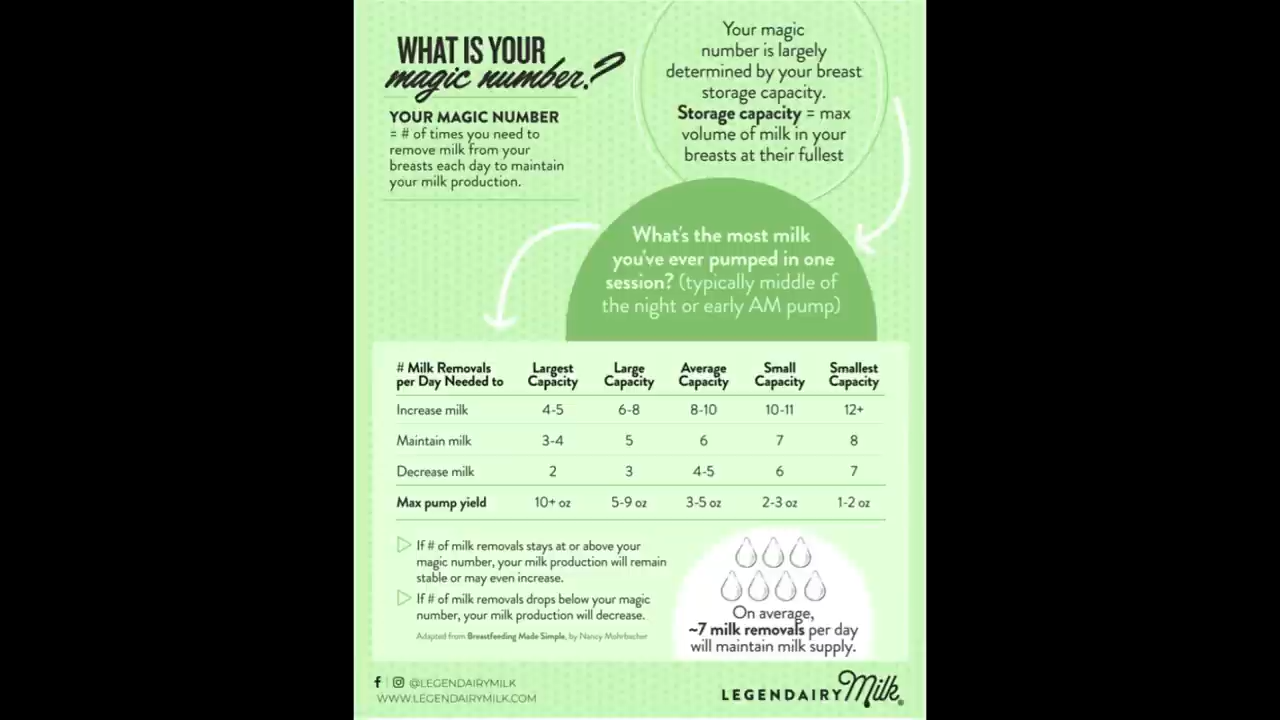 WHAT IS YOUR
magic number?
YOUR MAGIC NUMBER
= # of times you need to
remove milk from your
breasts each day to maintain
your milk production.
Your magic
number is largely
determined by your breast
storage capacity.
Storage capacity = max
volume of milk in your
breasts at their fullest
What's the most milk
you've ever pumped in one
session? (typically middle of
the night or early AM pump)
# Milk Removals per Day Needed to Largest Capacity Large Capacity Average Capacity Small Capacity Smallest Capacity
Increase milk 4-5 6-8 8-10 10-11 12+
Maintain milk 3-4 5 6 7 8
Decrease milk 2 3 4-5 6 7
Max pump yield 10+ oz 5-9 oz 3-5 oz 2-3 oz 1-2 oz
If # of milk removals stays at or above your
magic number, your milk production will remain
stable or may even increase.
If # of milk removals drops below your magic
number, your milk production will decrease.
Adapted from Breastfeeding Made Simple, by Nancy Mohrbacher
On average,
~7 milk removals per day
will maintain milk supply.
@LEGENDAIRYMILK
WWW.LEGENDAIRYMILK.COM
LEGENDAIRY Milk®